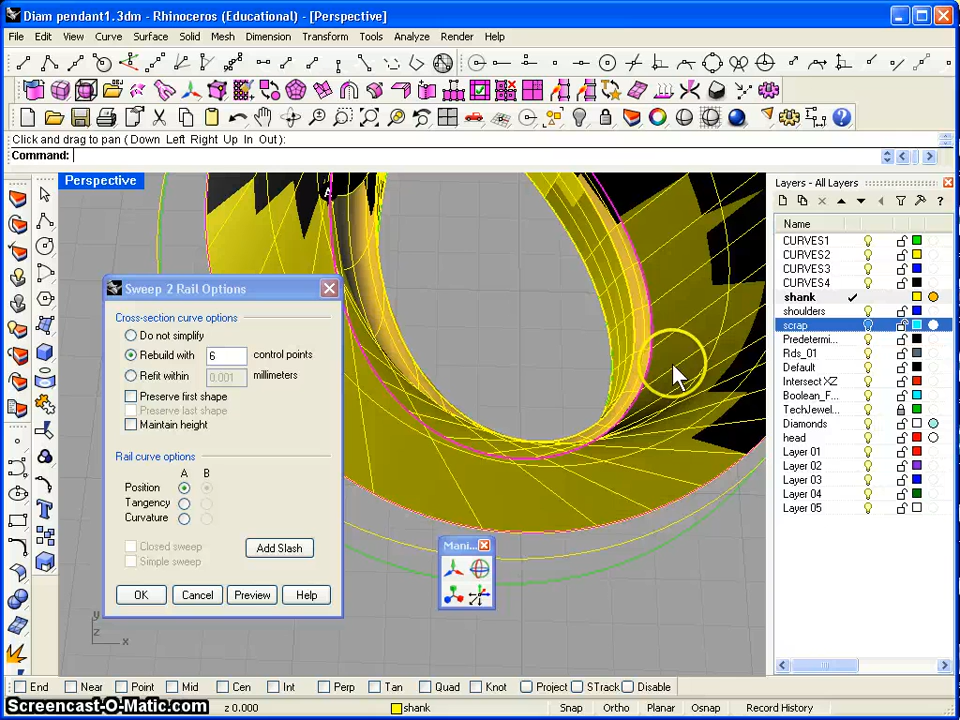 Diam pendant1.3dm - Rhinoceros (Educational) - [Perspective]
File Edit View Curve Surface Solid Mesh Dimension Transform Tools Analyze Render Help
Click and drag to pan ( Down Left Right Up In Out):
Command:
Perspective
Layers - All Layers
Name
CURVES1
CURVES2
CURVES3
CURVES4
shank
shoulders
scrap
Predetermi...
Rds_01
Default
Intersect XZ
Boolean_F...
TechJewel...
Diamonds
head
Layer 01
Layer 02
Layer 03
Layer 04
Layer 05
A
Sweep 2 Rail Options
Cross-section curve options
Do not simplify
Rebuild with 6 control points
Refit within 0.001 millimeters
Preserve first shape
Preserve last shape
Maintain height
Rail curve options
A B
Position
Tangency
Curvature
Closed sweep
Simple sweep
Add Slash
OK Cancel Preview Help
Mani...
y
z
x
End Near Point Mid Cen Int Perp Tan Quad Knot Project STrack Disable
Screencast-O-Matic.com z 0.000 shank Snap Ortho Planar Osnap Record History